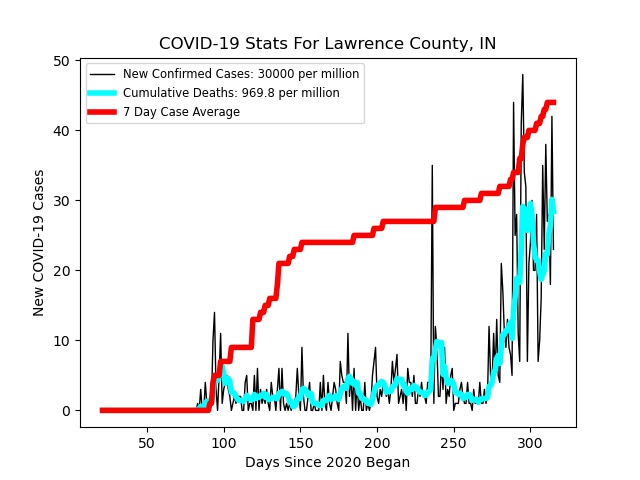 COVID-19 Stats For Lawrence County, IN
New Confirmed Cases: 30000 per million
Cumulative Deaths: 969.8 per million
7 Day Case Average
50
40
30
20
10
0
New COVID-19 Cases
50 100 150 200 250 300
Days Since 2020 Began